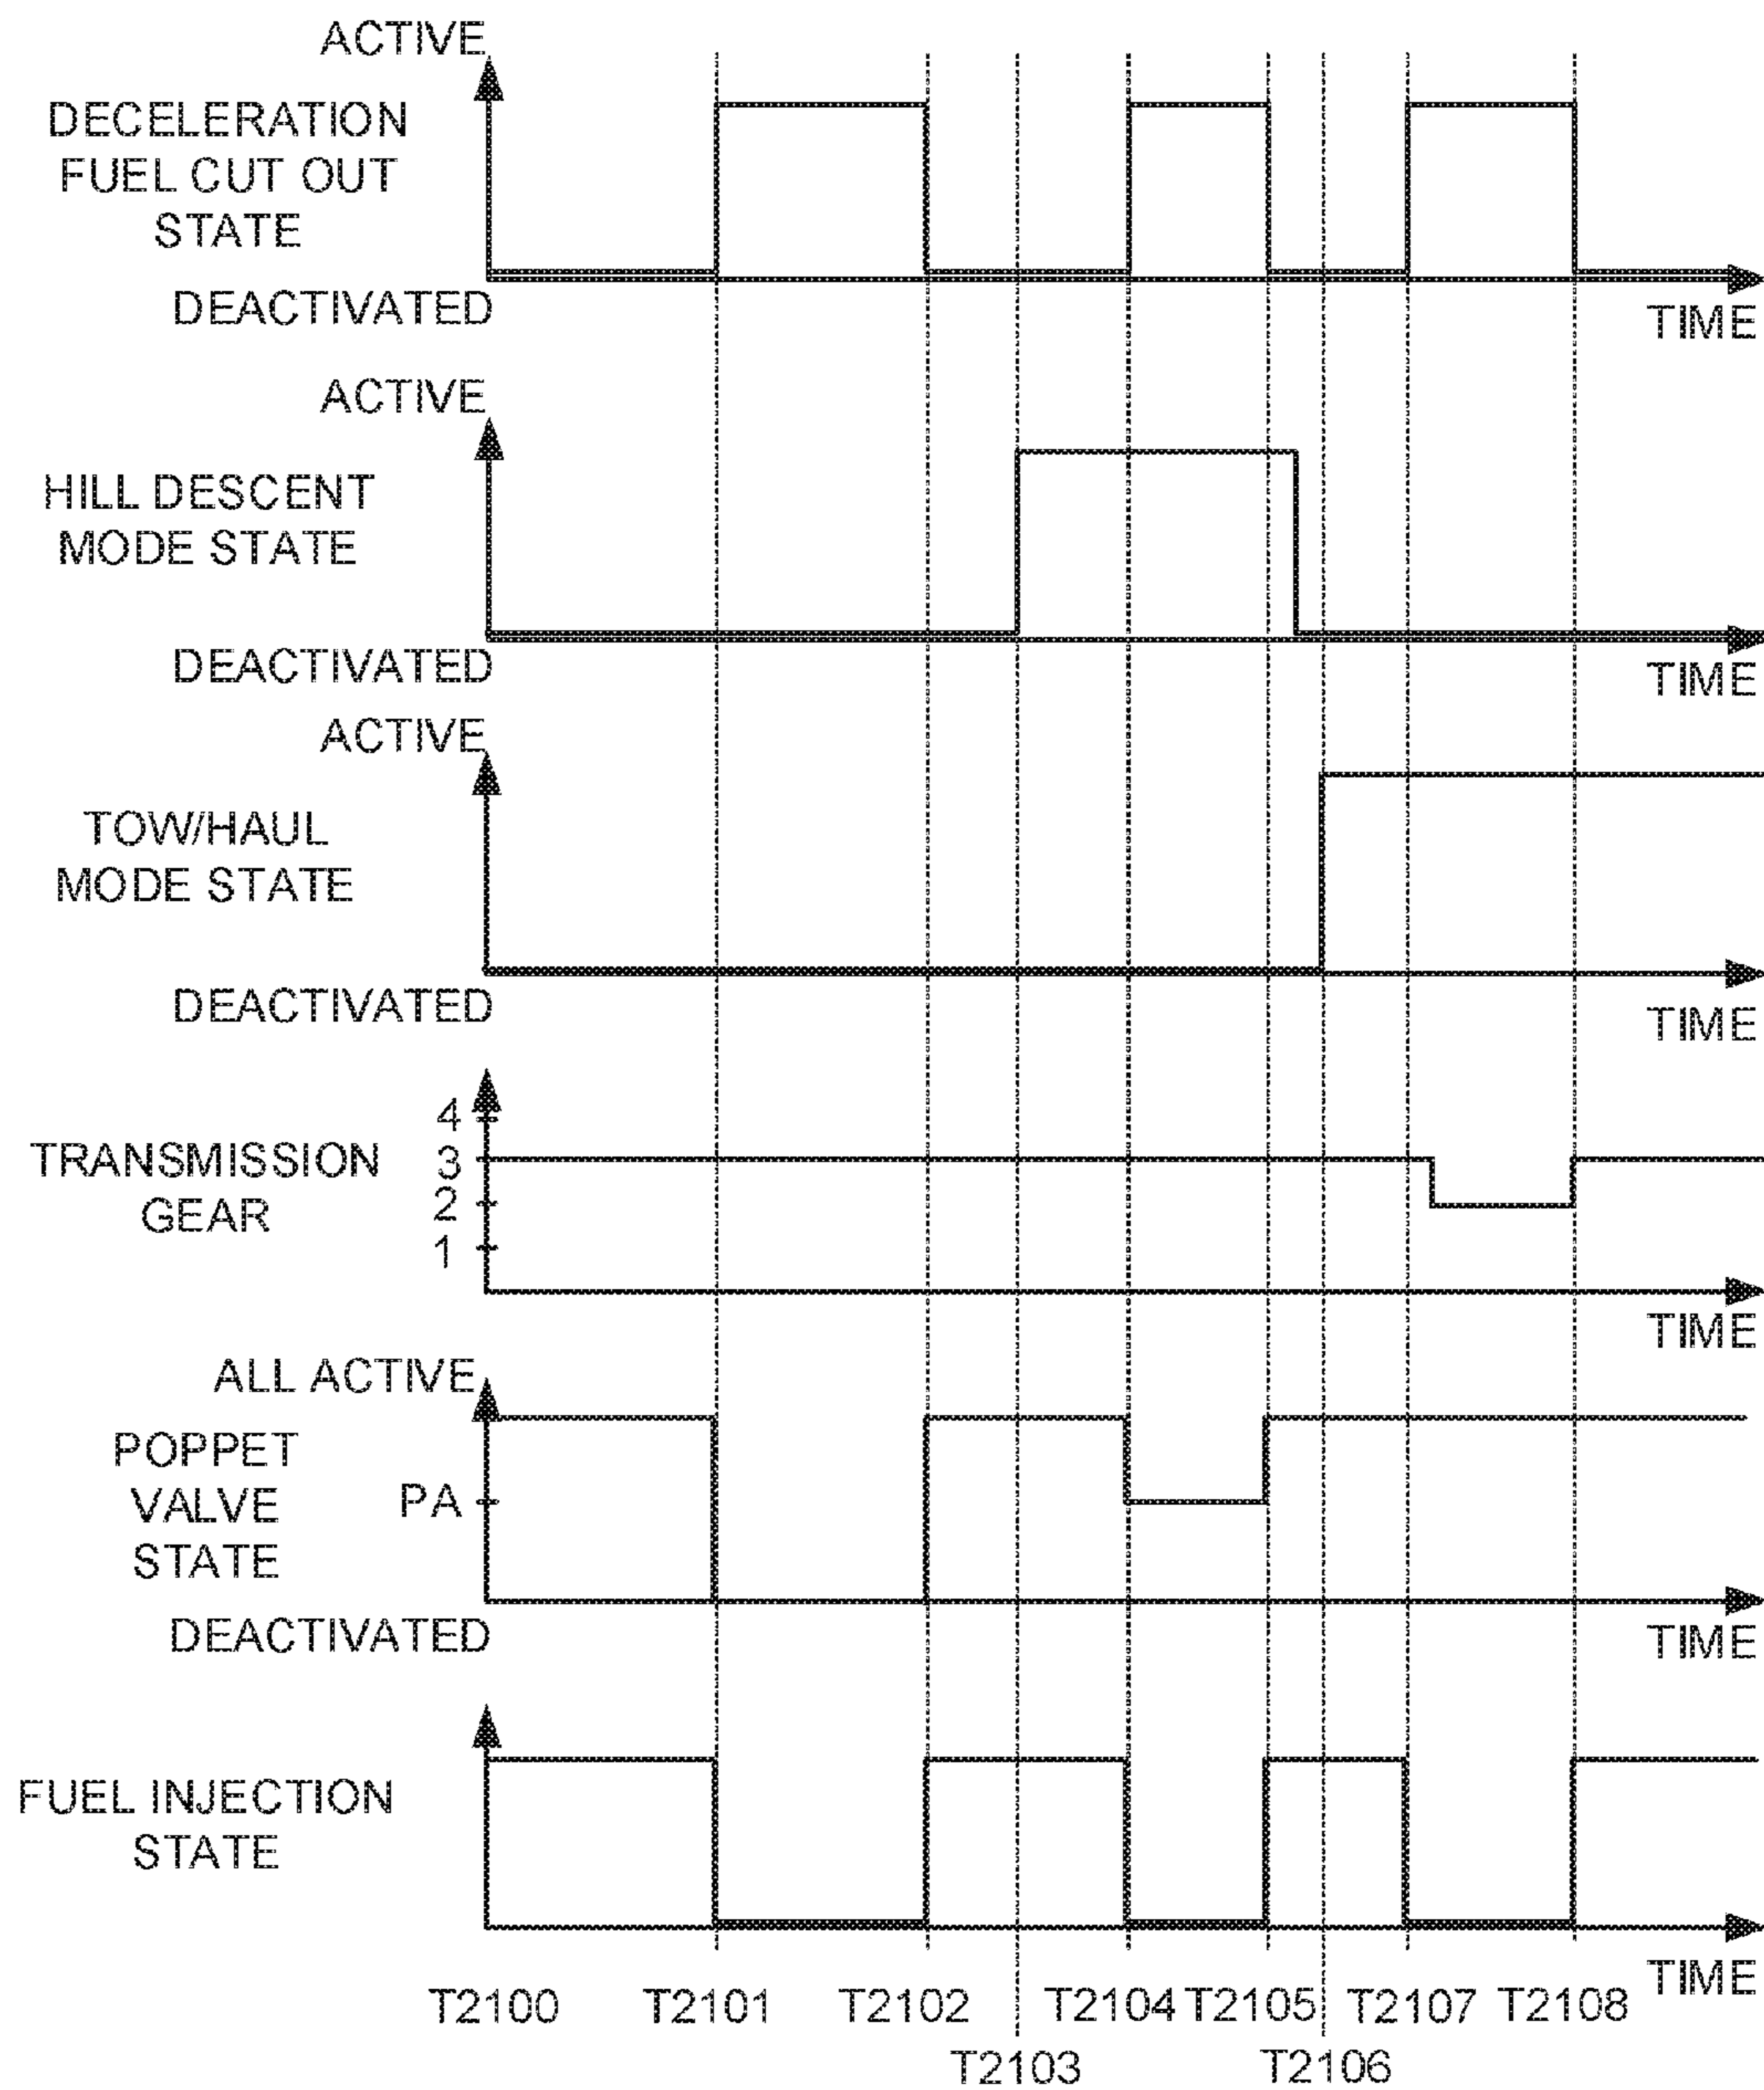 ACTIVE
DECELERATION
FUEL CUT OUT
STATE
DEACTIVATED
TIME
ACTIVE
HILL DESCENT
MODE STATE
DEACTIVATED
TIME
ACTIVE
TOW/HAUL
MODE STATE
DEACTIVATED
TIME
4
TRANSMISSION 3
2
GEAR
1
TIME
ALL ACTIVE
POPPET
VALVE
PA
STATE
DEACTIVATED
TIME
FUEL INJECTION
STATE
TIME
T2100 T2101 T2102 T2104 T2105 T2107 T2108
T2103 T2106